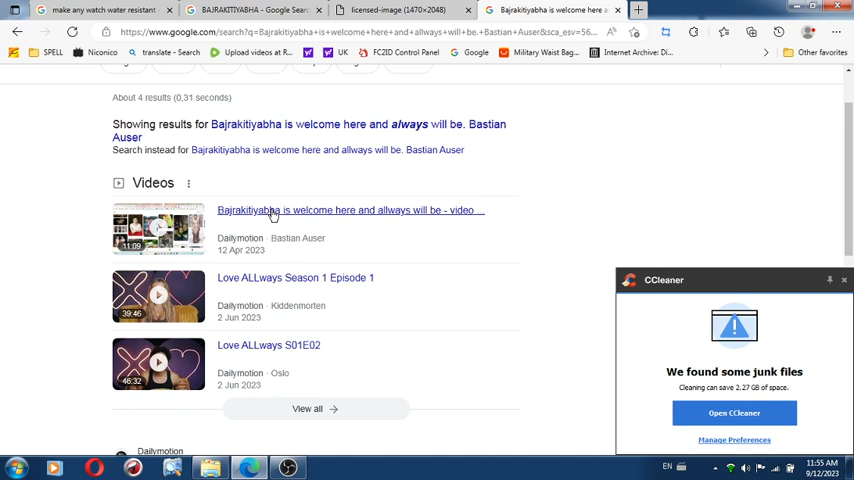 make any watch water resistant
BAJRAKITIYABHA - Google Sear
licensed-image (1470×2048)
Bajrakitiyabha is welcome here a
https://www.google.com/search?q=Bajrakitiyabha+is+welcome+here+and+allways+will+be.+Bastian+Auser&sca_esv=56...
SPELL
Niconico
translate - Search
Upload videos at R...
UK
FC2ID Control Panel
Google
Military Waist Bag...
Internet Archive: Di...
Other favorites
About 4 results (0,31 seconds)
Showing results for Bajrakitiyabha is welcome here and always will be. Bastian
Auser
Search instead for Bajrakitiyabha is welcome here and allways will be. Bastian Auser
Videos
Bajrakitiyabha is welcome here and allways will be - video ...
11:09
Dailymotion · Bastian Auser
12 Apr 2023
Love ALLways Season 1 Episode 1
39:46
Dailymotion · Kiddenmorten
2 Jun 2023
Love ALLways S01E02
46:32
Dailymotion · Oslo
2 Jun 2023
View all
Dailymotion
CCleaner
We found some junk files
Cleaning can save 2.27 GB of space.
Open CCleaner
Manage Preferences
EN
11:55 AM
9/12/2023